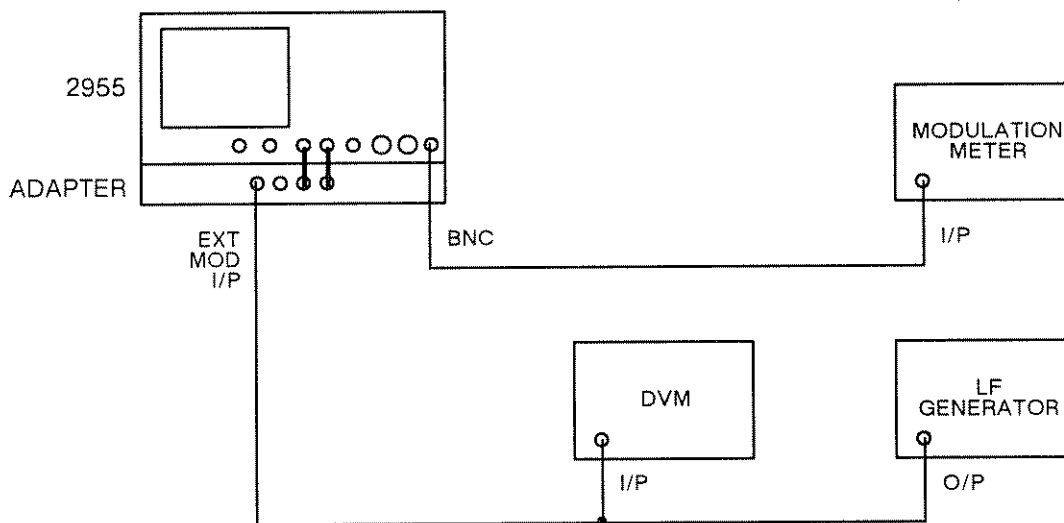 2955
MODULATION
METER
ADAPTER
EXT
MOD
I/P
BNC
I/P
DVM
LF
GENERATOR
I/P
O/P